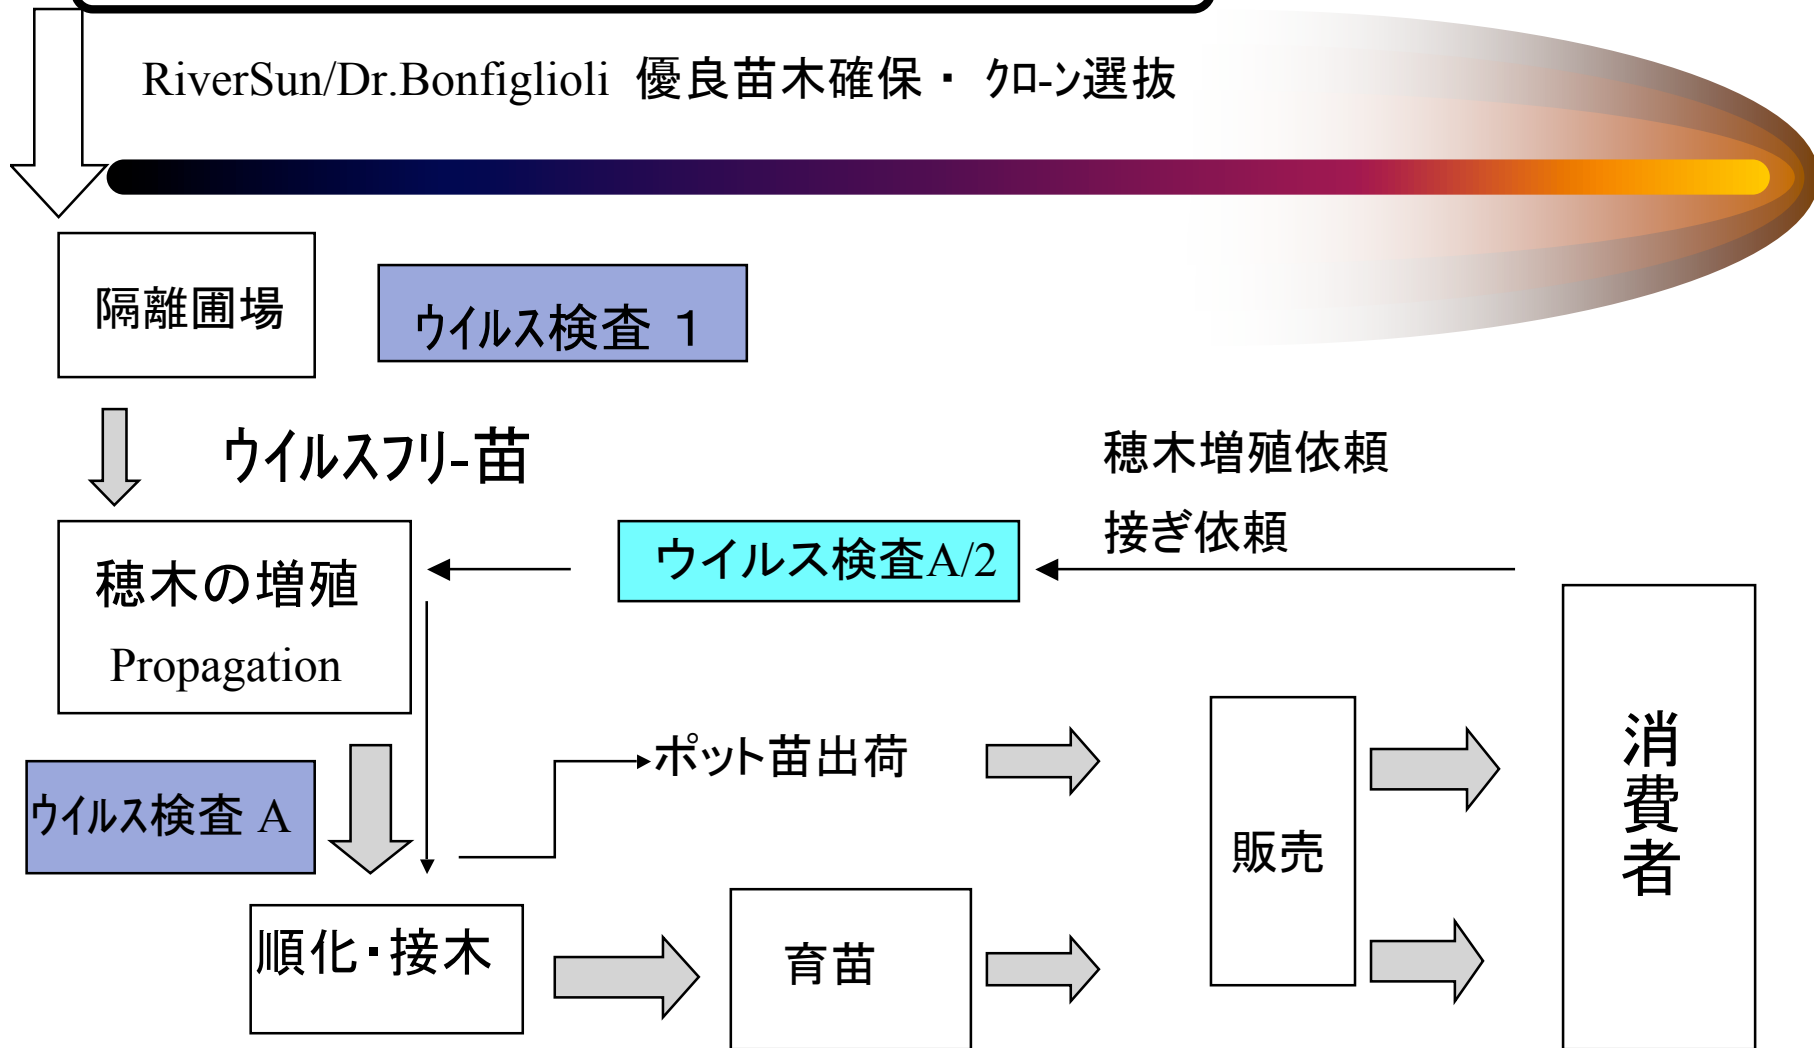 RiverSun/Dr.Bonfiglioli 優良苗木確保・ ｸﾛｰﾝ選抜
隔離圃場
ｳｲﾙｽ検査 １
ｳｲﾙｽﾌﾘｰ苗
穂木増殖依頼
接ぎ依頼
ウイルス検査A/2
穂木の増殖
Propagation
ポット苗出荷
ｳｲﾙｽ検査 A
販売
消費者
順化・接木
育苗